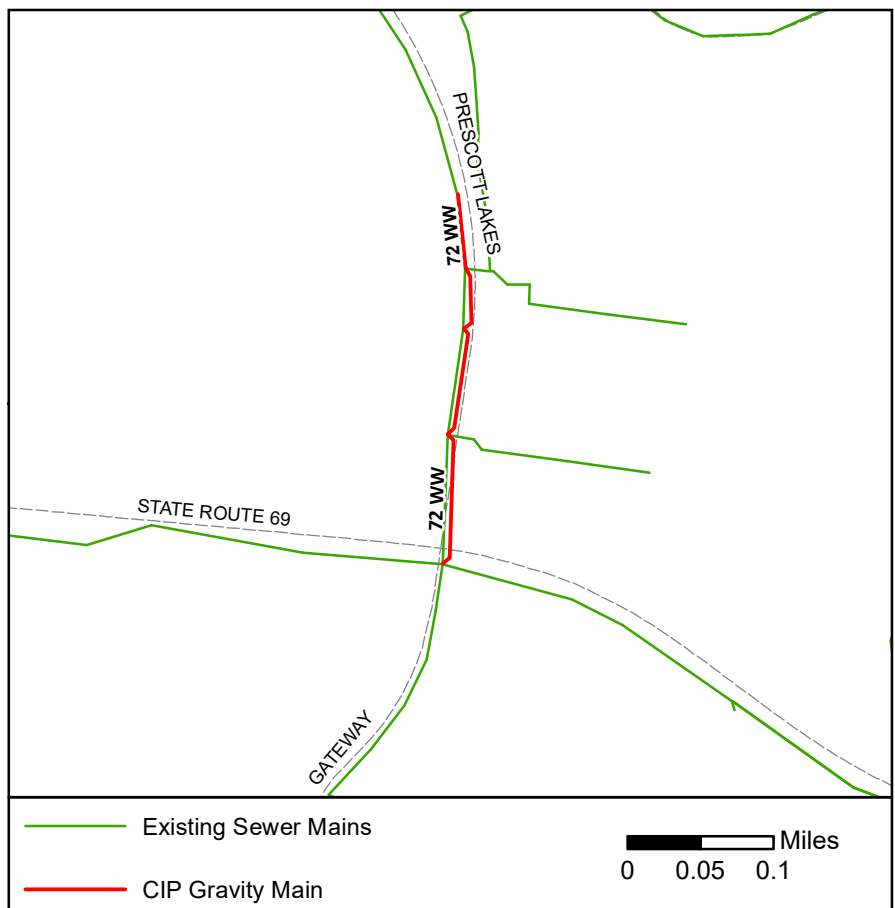 PRESCOTT LAKES
72 WW
72 WW
STATE ROUTE 69
GATEWAY
Existing Sewer Mains
CIP Gravity Main
Miles
0 0.05 0.1